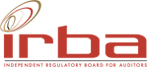 irba
INDEPENDENT REGULATORY BOARD FOR AUDITORS